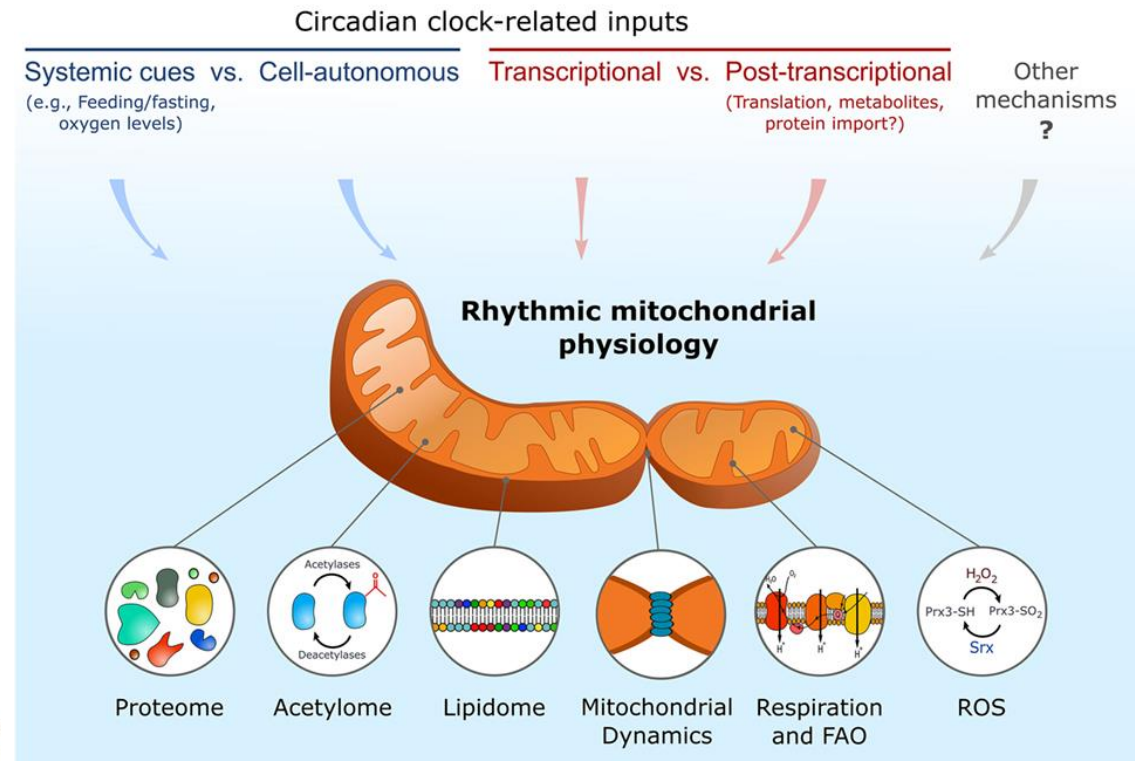 Circadian clock-related inputs
Systemic cues vs. Cell-autonomous
(e.g., Feeding/fasting,
oxygen levels)
Transcriptional vs. Post-transcriptional
(Translation, metabolites,
protein import?)
Other
mechanisms
?
Rhythmic mitochondrial
physiology
Acetylases
Deacetylases
H₂O
O₂
H⁺
H⁺
H⁺
H₂O₂
Prx3-SH
Prx3-SO₂
Srx
Proteome
Acetylome
Lipidome
Mitochondrial
Dynamics
Respiration
and FAO
ROS